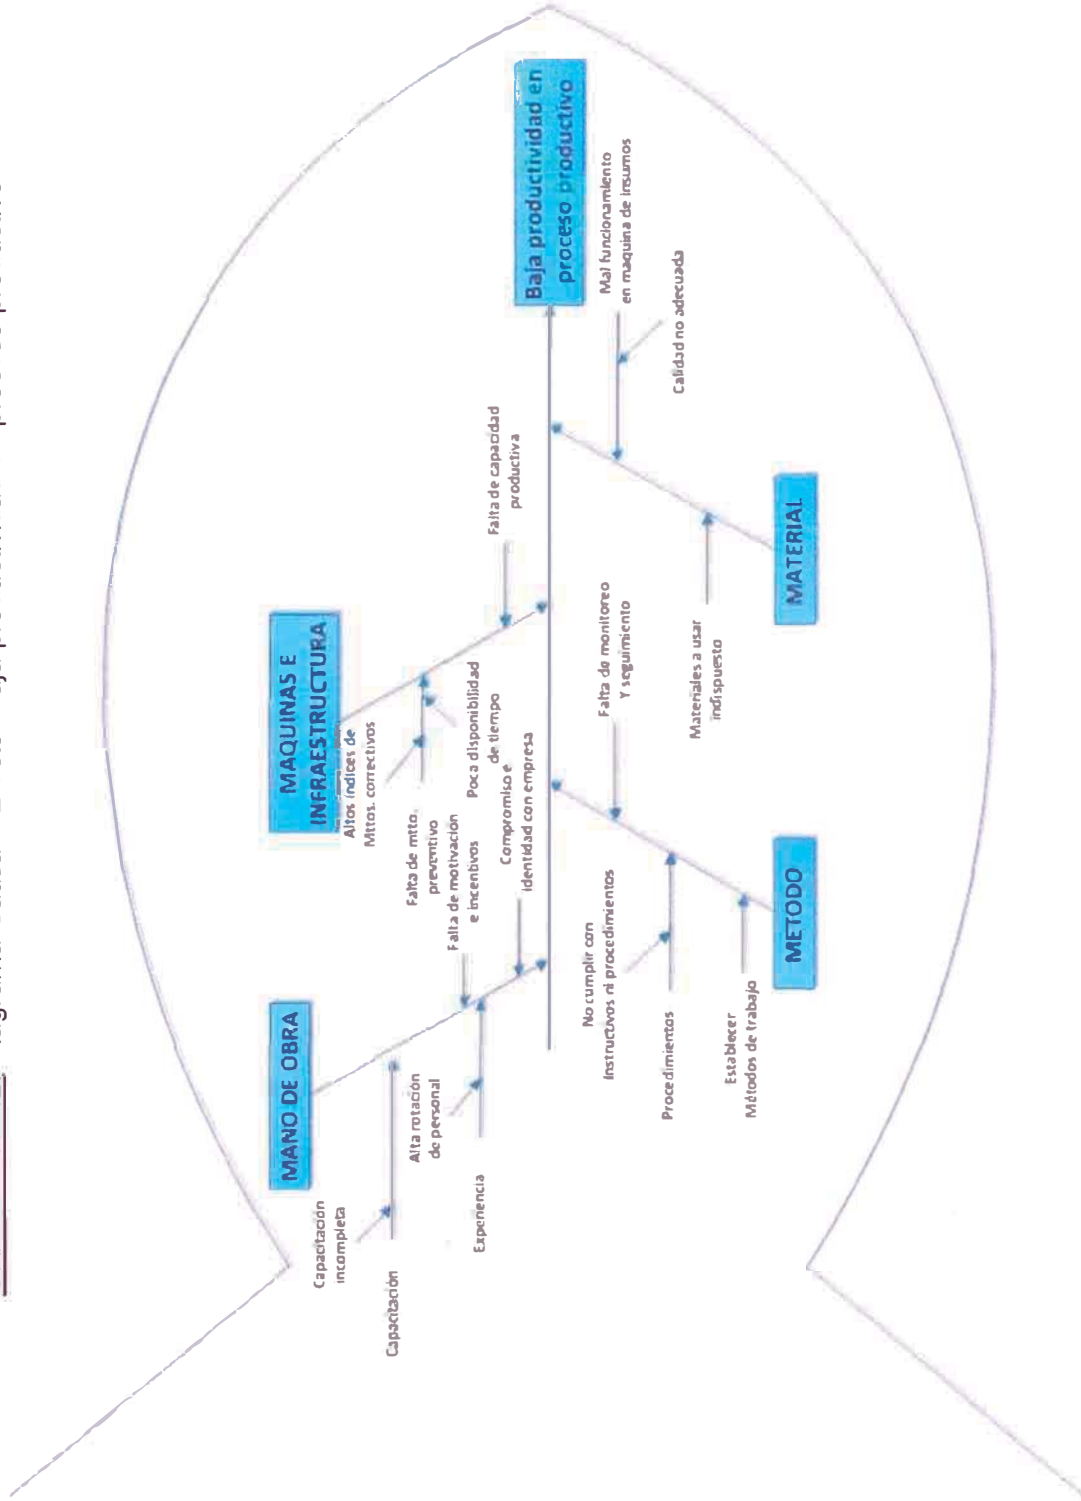 MANO DE OBRA
Capacitación
incompleta
Capacitación
Alta rotación
de personal
Experiencia
Falta de motivación
e incentivos
Compromiso e
identidad con empresa
MAQUINAS E
INFRAESTRUCTURA
Altos índices de
Mttos. correctivos
Falta de mtto.
preventivo
Poca disponibilidad
de tiempo
Falta de capacidad
productiva
Baja productividad en
proceso productivo
No cumplir con
Instructivos ni procedimientos
Procedimientos
Establecer
Métodos de trabajo
Falta de monitoreo
Y seguimiento
METODO
Materiales a usar
indispuesto
Mal funcionamiento
en maquina de insumos
Calidad no adecuada
MATERIAL